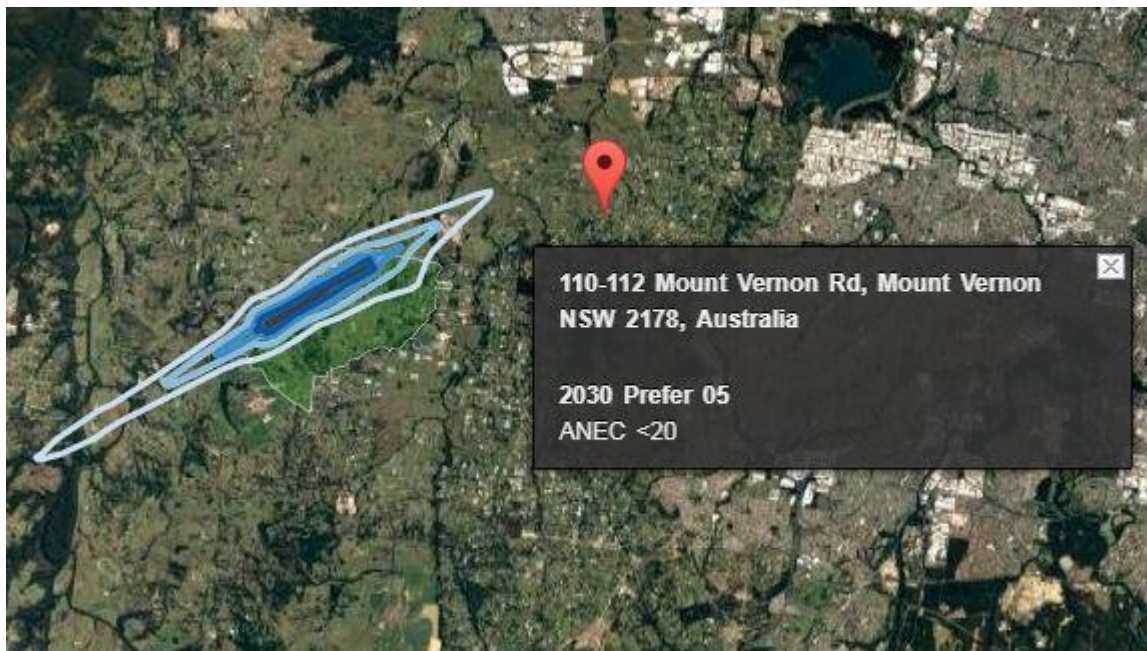 110-112 Mount Vernon Rd, Mount Vernon
NSW 2178, Australia
2030 Prefer 05
ANEC <20